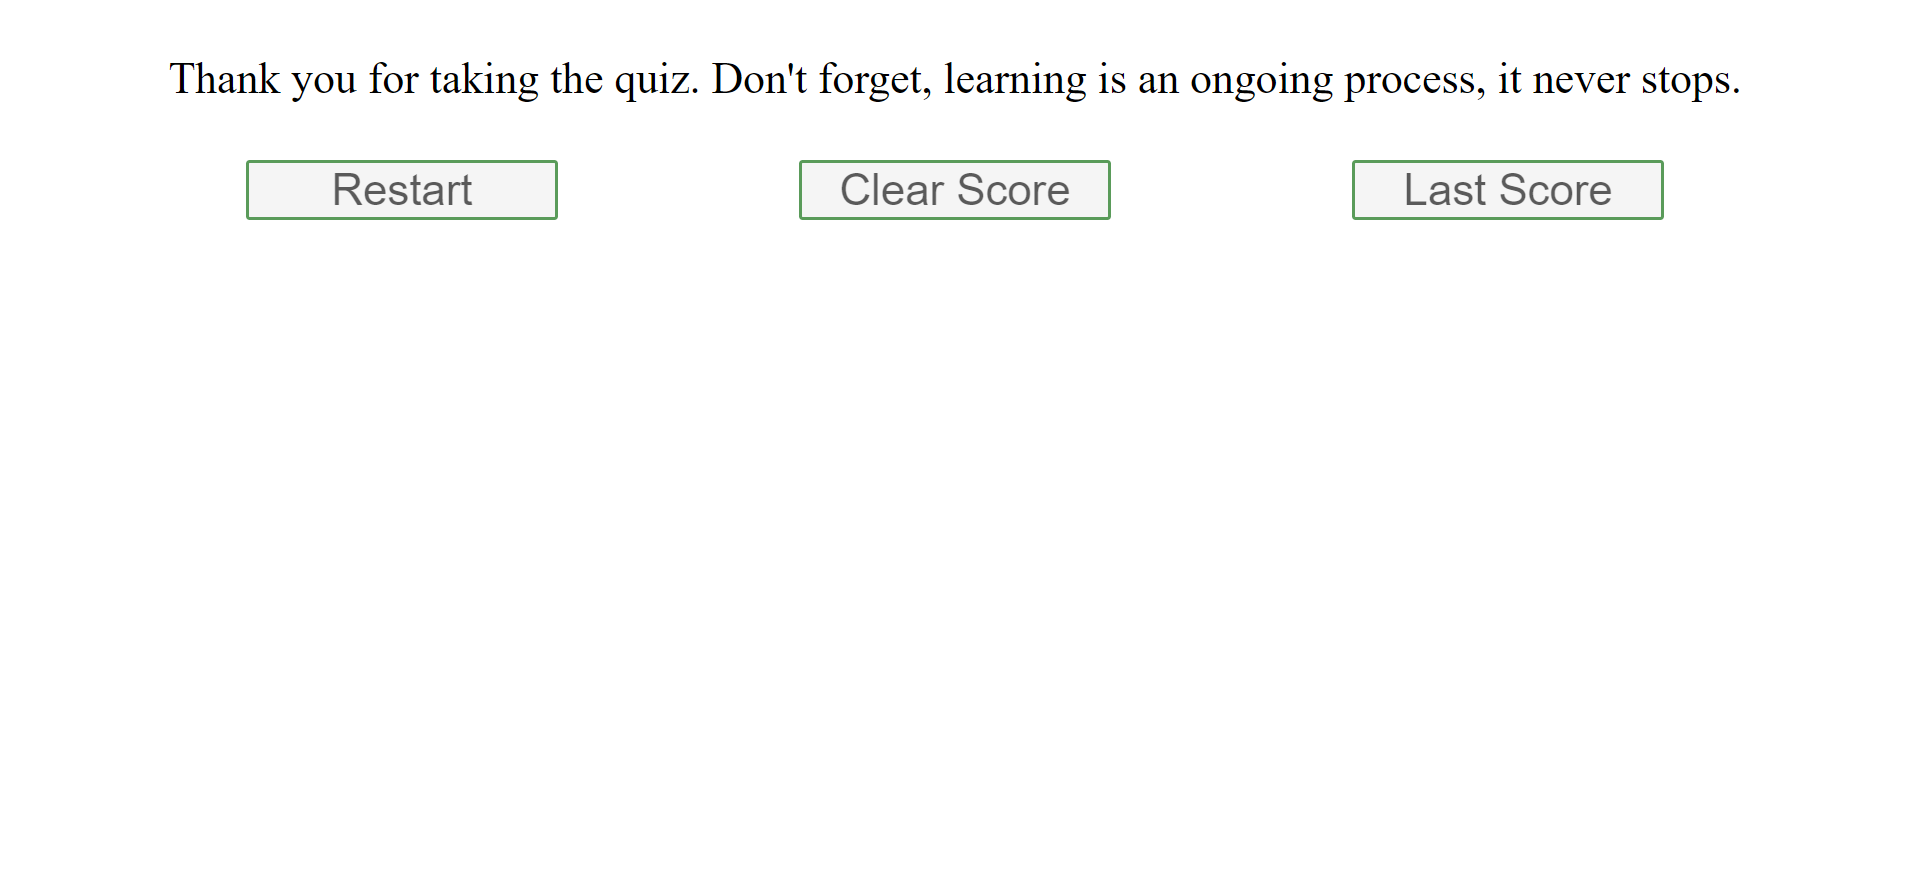 Thank you for taking the quiz. Don't forget, learning is an ongoing process, it never stops.
Restart
Clear Score
Last Score